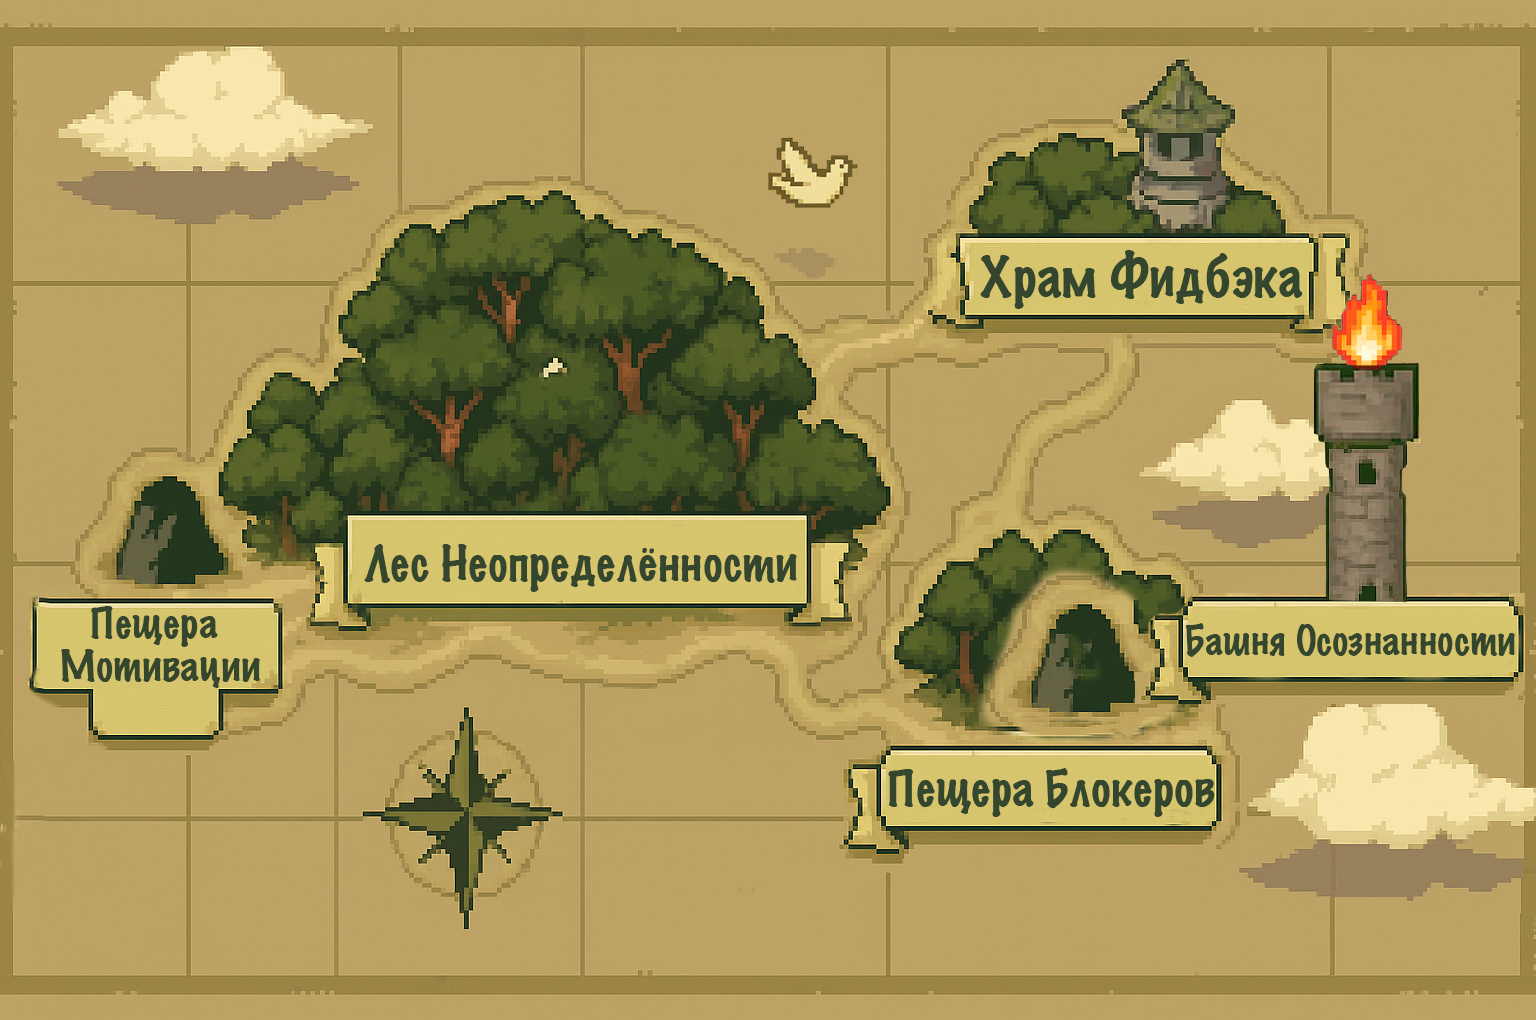 Храм Фидбэка
Лес Неопределённости
Пещера
Мотивации
Башня Осознанности
Пещера Блокеров